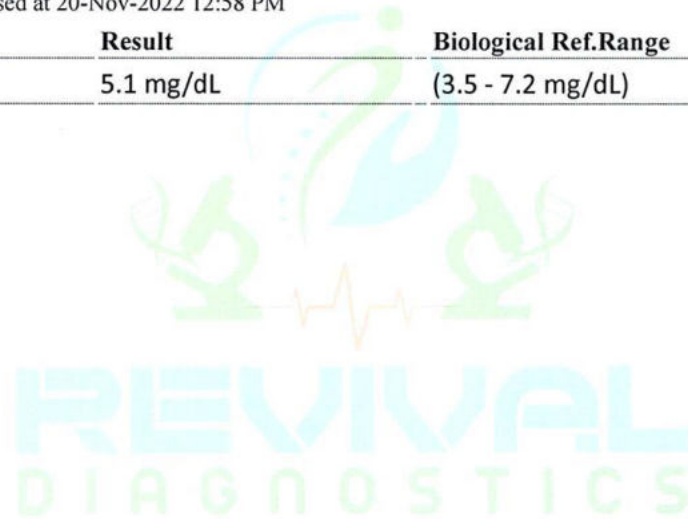 sed at 20-Nov-2022 12:58 PM
Result Biological Ref.Range
5.1 mg/dL (3.5 - 7.2 mg/dL)
REVIVAL
DIAGNOSTICS